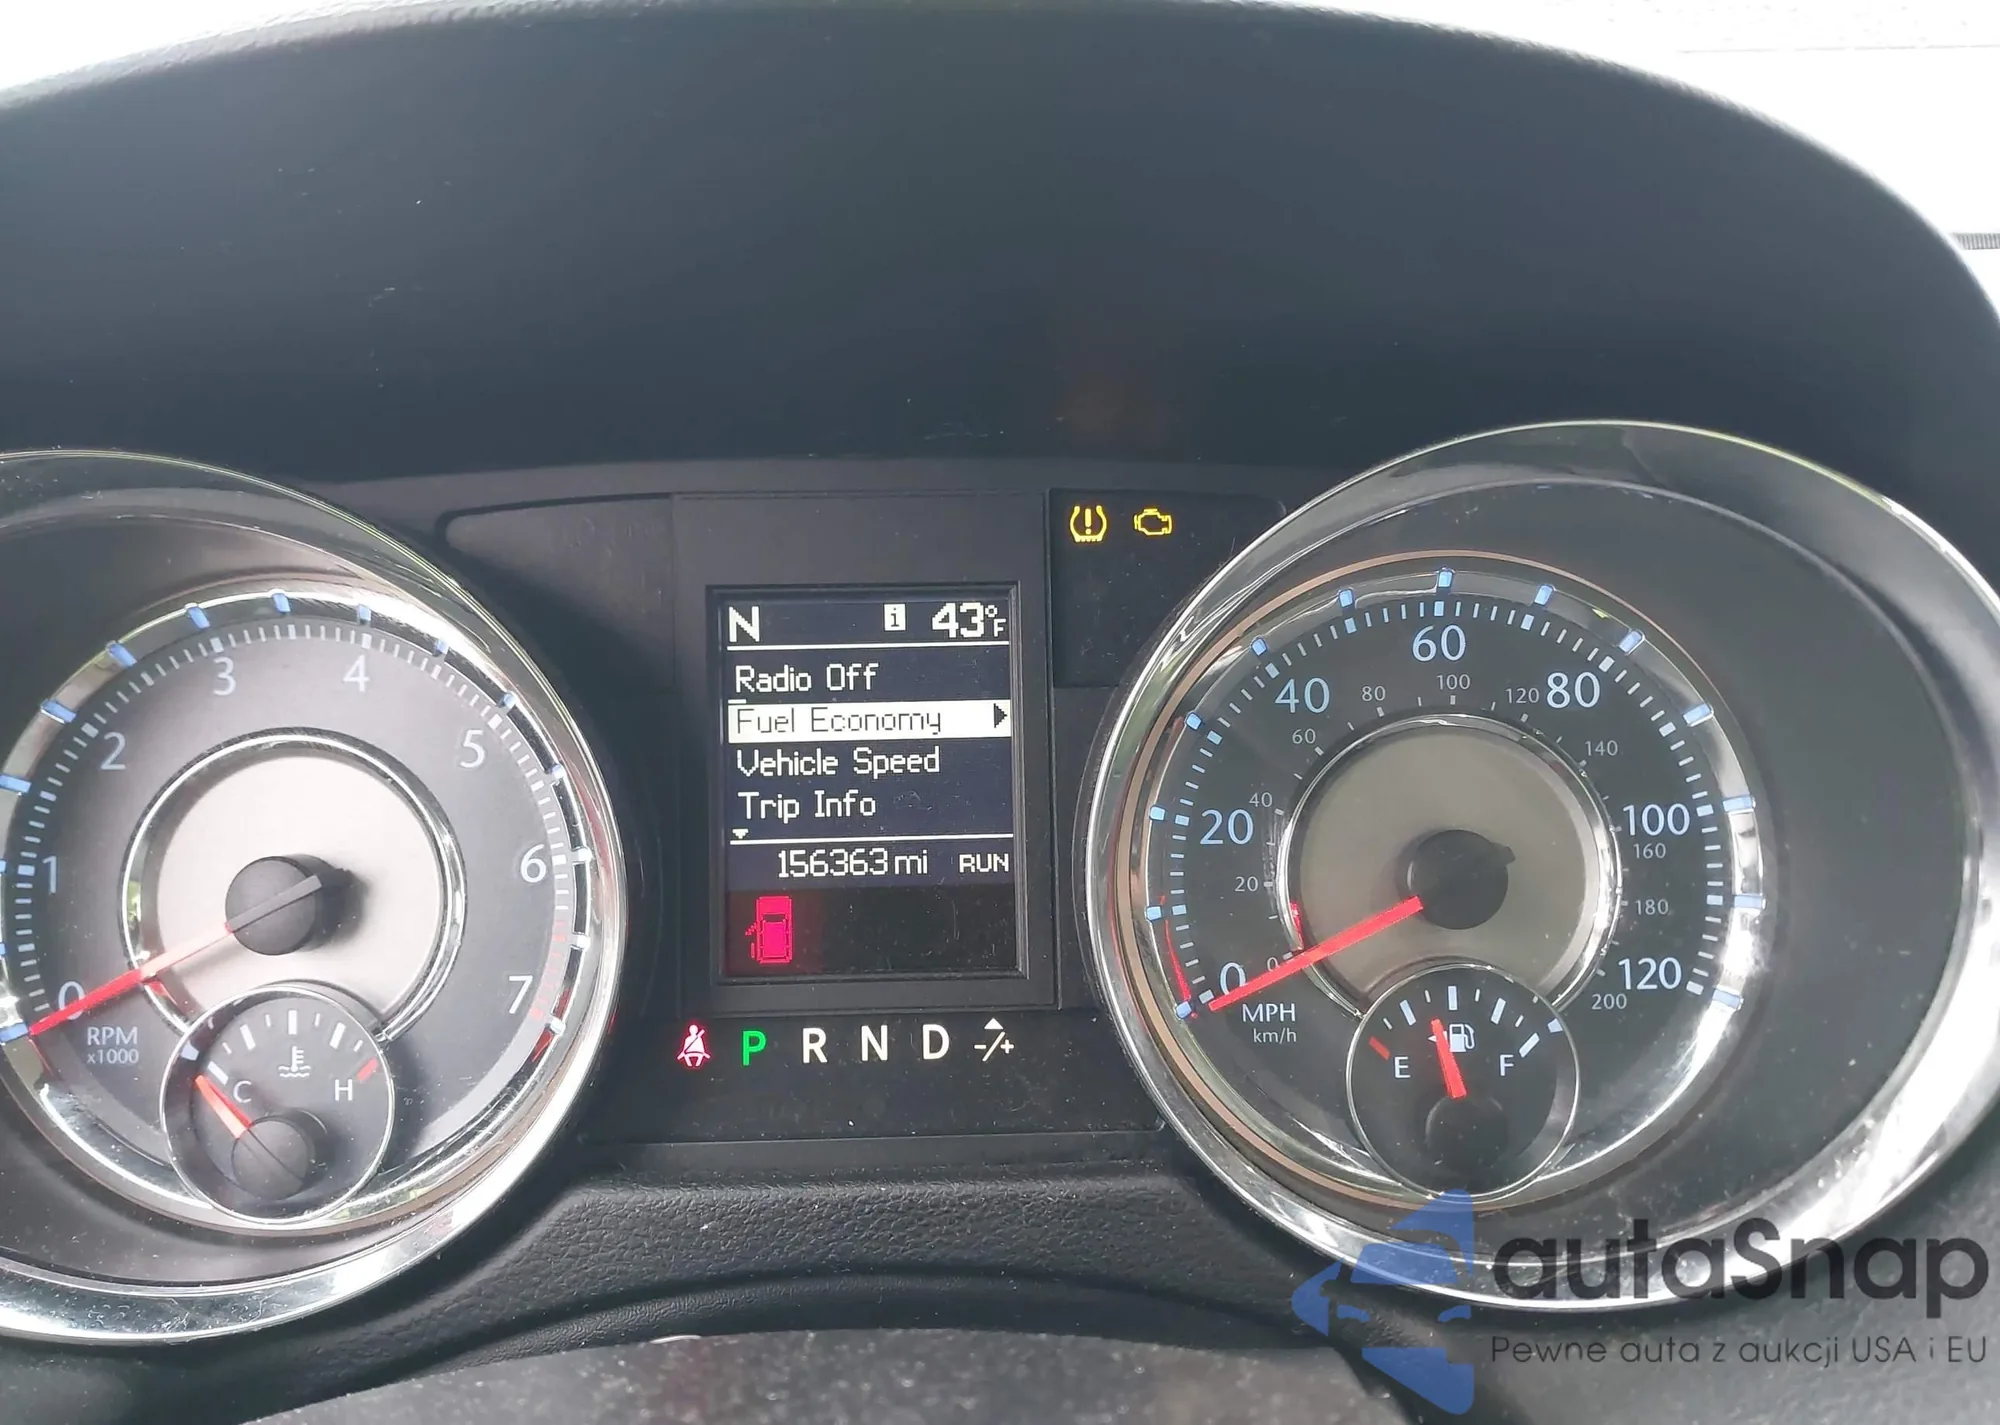 N i 43°F
Radio Off
Fuel Economy
Vehicle Speed
Trip Info
156363 mi RUN
P R N D -/+
0 1 2 3 4 5 6 7
RPM
x1000
C H
0 20 40 60 80 100 120
0 20 40 60 80 100 120 140 160 180 200
MPH
km/h
E F
autaSnap
Pewne auta z aukcji USA i EU